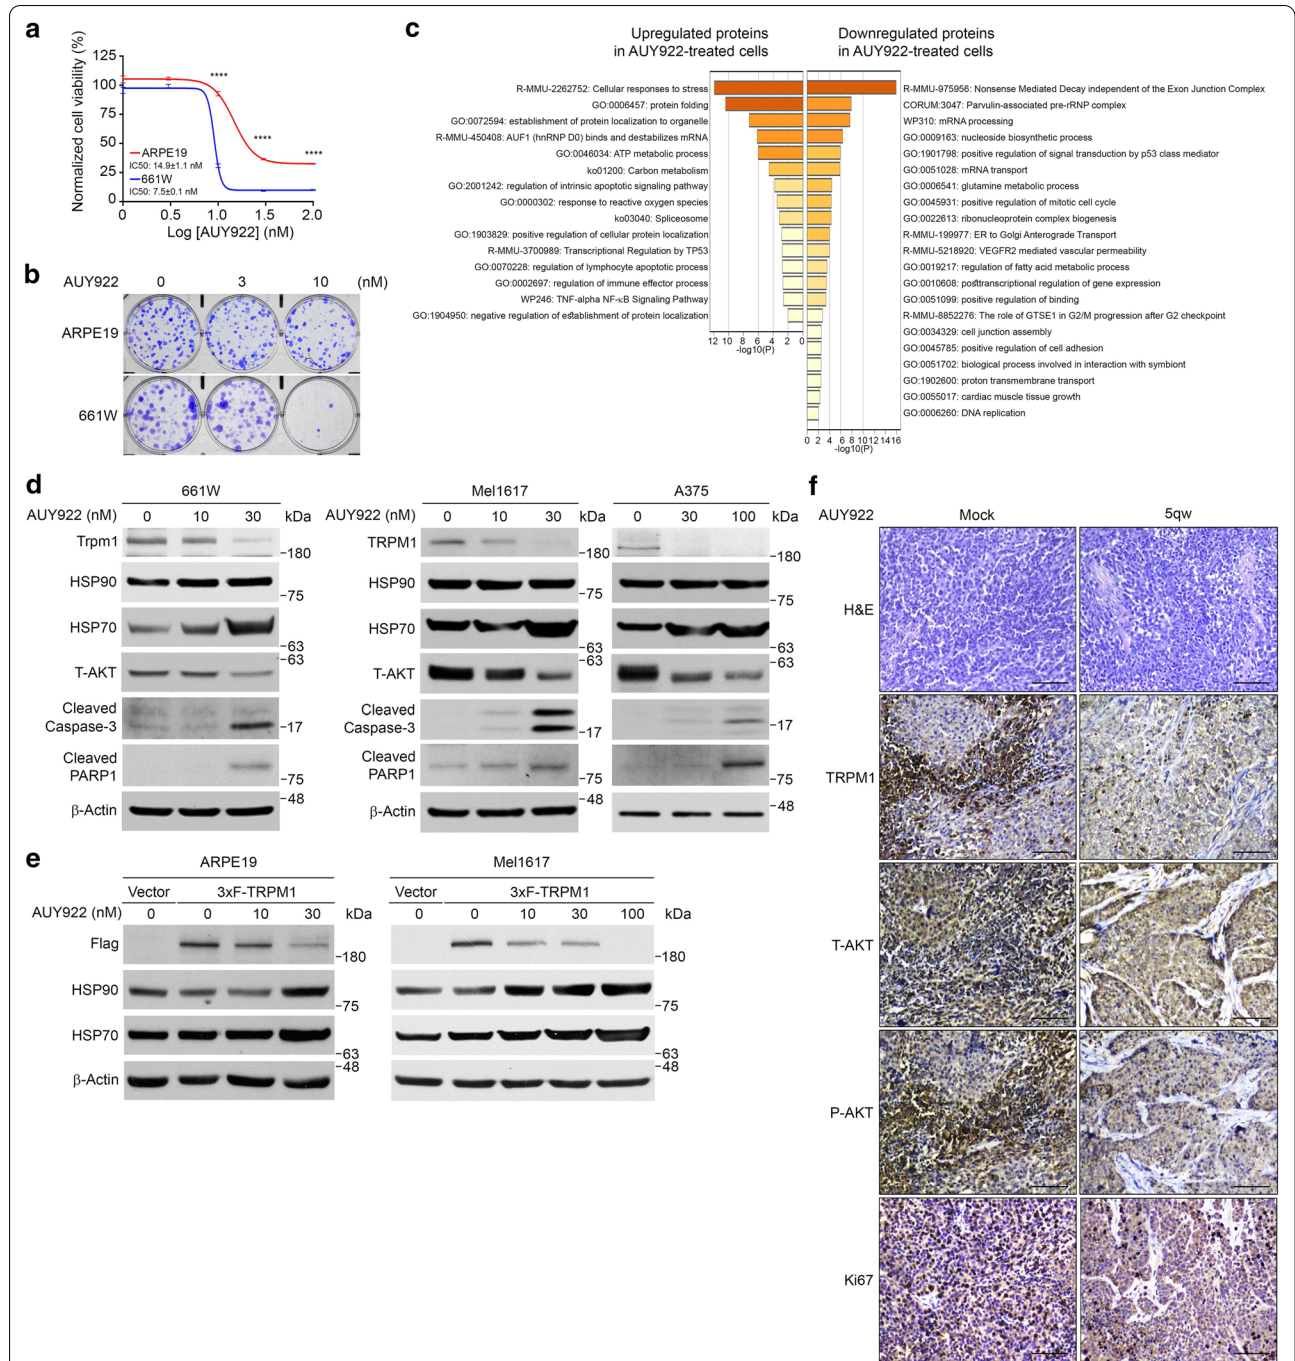 a
Normalized cell viability (%)
125
100
75
50
25
0
****
****
****
ARPE19
IC50: 14.9±1.1 nM
661W
IC50: 7.5±0.1 nM
0 0.5 1.0 1.5 2.0
Log [AUY922] (nM)
b
AUY922 0 3 10 (nM)
ARPE19
661W
c
Upregulated proteins
in AUY922-treated cells
R-MMU-2262752: Cellular responses to stress
GO:0006457: protein folding
GO:0072594: establishment of protein localization to organelle
R-MMU-450408: AUF1 (hnRNP D0) binds and destabilizes mRNA
GO:0046034: ATP metabolic process
ko01200: Carbon metabolism
GO:2001242: regulation of intrinsic apoptotic signaling pathway
GO:0000302: response to reactive oxygen species
ko03040: Spliceosome
GO:1903829: positive regulation of cellular protein localization
R-MMU-3700989: Transcriptional Regulation by TP53
GO:0070228: regulation of lymphocyte apoptotic process
GO:0002697: regulation of immune effector process
WP246: TNF-alpha NF-κB Signaling Pathway
GO:1904950: negative regulation of establishment of protein localization
12 10 8 6 4 2 0
-log10(P)
Downregulated proteins
in AUY922-treated cells
R-MMU-975956: Nonsense Mediated Decay independent of the Exon Junction Complex
CORUM:3047: Parvulin-associated pre-rRNP complex
WP310: mRNA processing
GO:0009163: nucleoside biosynthetic process
GO:1901798: positive regulation of signal transduction by p53 class mediator
GO:0051028: mRNA transport
GO:0006541: glutamine metabolic process
GO:0045931: positive regulation of mitotic cell cycle
GO:0022613: ribonucleoprotein complex biogenesis
R-MMU-199977: ER to Golgi Anterograde Transport
R-MMU-5218920: VEGFR2 mediated vascular permeability
GO:0019217: regulation of fatty acid metabolic process
GO:0010608: posttranscriptional regulation of gene expression
GO:0051099: positive regulation of binding
R-MMU-8852276: The role of GTSE1 in G2/M progression after G2 checkpoint
GO:0034329: cell junction assembly
GO:0045785: positive regulation of cell adhesion
GO:0051702: biological process involved in interaction with symbiont
GO:1902600: proton transmembrane transport
GO:0055017: cardiac muscle tissue growth
GO:0006260: DNA replication
0 2 4 6 8 10 12 14 16
-log10(P)
d
661W
AUY922 (nM) 0 10 30 kDa
Trpm1 -180
HSP90 -75
HSP70 -63
T-AKT -63
Cleaved
Caspase-3 -17
Cleaved
PARP1 -75
β-Actin -48
Mel1617 A375
AUY922 (nM) 0 10 30 kDa 0 30 100 kDa
TRPM1 -180 -180
HSP90 -75 -75
HSP70 -63 -63
T-AKT -63 -63
Cleaved
Caspase-3 -17 -17
Cleaved
PARP1 -75 -75
β-Actin -48 -48
e
ARPE19 Mel1617
Vector 3xF-TRPM1 Vector 3xF-TRPM1
AUY922 (nM) 0 0 10 30 kDa 0 0 10 30 100 kDa
Flag -180 -180
HSP90 -75 -75
HSP70 -63 -63
β-Actin -48 -48
f
AUY922 Mock 5qw
H&E
TRPM1
T-AKT
P-AKT
Ki67